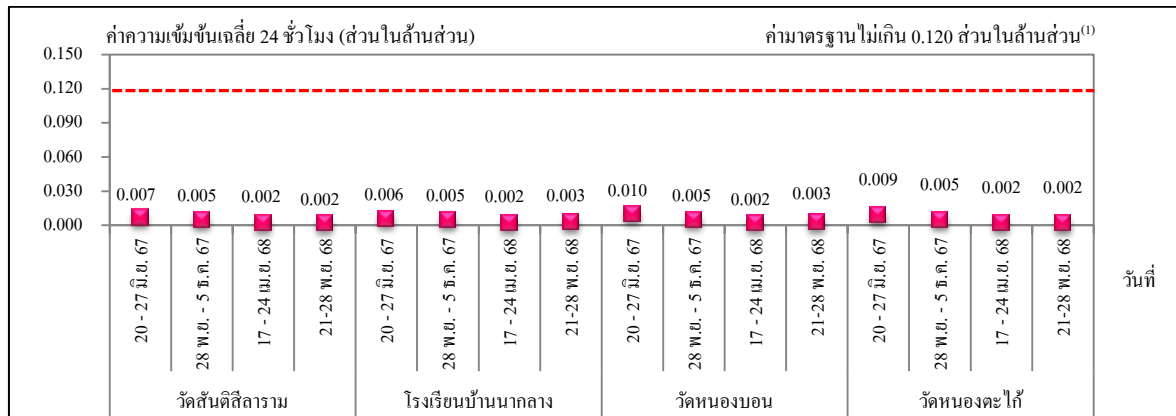 ค่าความเข้มข้นเฉลี่ย 24 ชั่วโมง (ส่วนในล้านส่วน) ค่ามาตรฐานไม่เกิน 0.120 ส่วนในล้านส่วน(1)
0.150
0.120
0.090
0.060
0.030
0.000
0.007 0.005 0.002 0.002 0.006 0.005 0.002 0.003 0.010 0.005 0.002 0.003 0.009 0.005 0.002 0.002
20 - 27 มิ.ย. 67
28 พ.ย. - 5 ธ.ค. 67
17 - 24 เม.ย. 68
21-28 พ.ย. 68
20 - 27 มิ.ย. 67
28 พ.ย. - 5 ธ.ค. 67
17 - 24 เม.ย. 68
21-28 พ.ย. 68
20 - 27 มิ.ย. 67
28 พ.ย. - 5 ธ.ค. 67
17 - 24 เม.ย. 68
21-28 พ.ย. 68
20 - 27 มิ.ย. 67
28 พ.ย. - 5 ธ.ค. 67
17 - 24 เม.ย. 68
21-28 พ.ย. 68
วันที่
วัดสันติสีลาราม โรงเรียนบ้านนากลาง วัดหนองบอน วัดหนองตะไก้